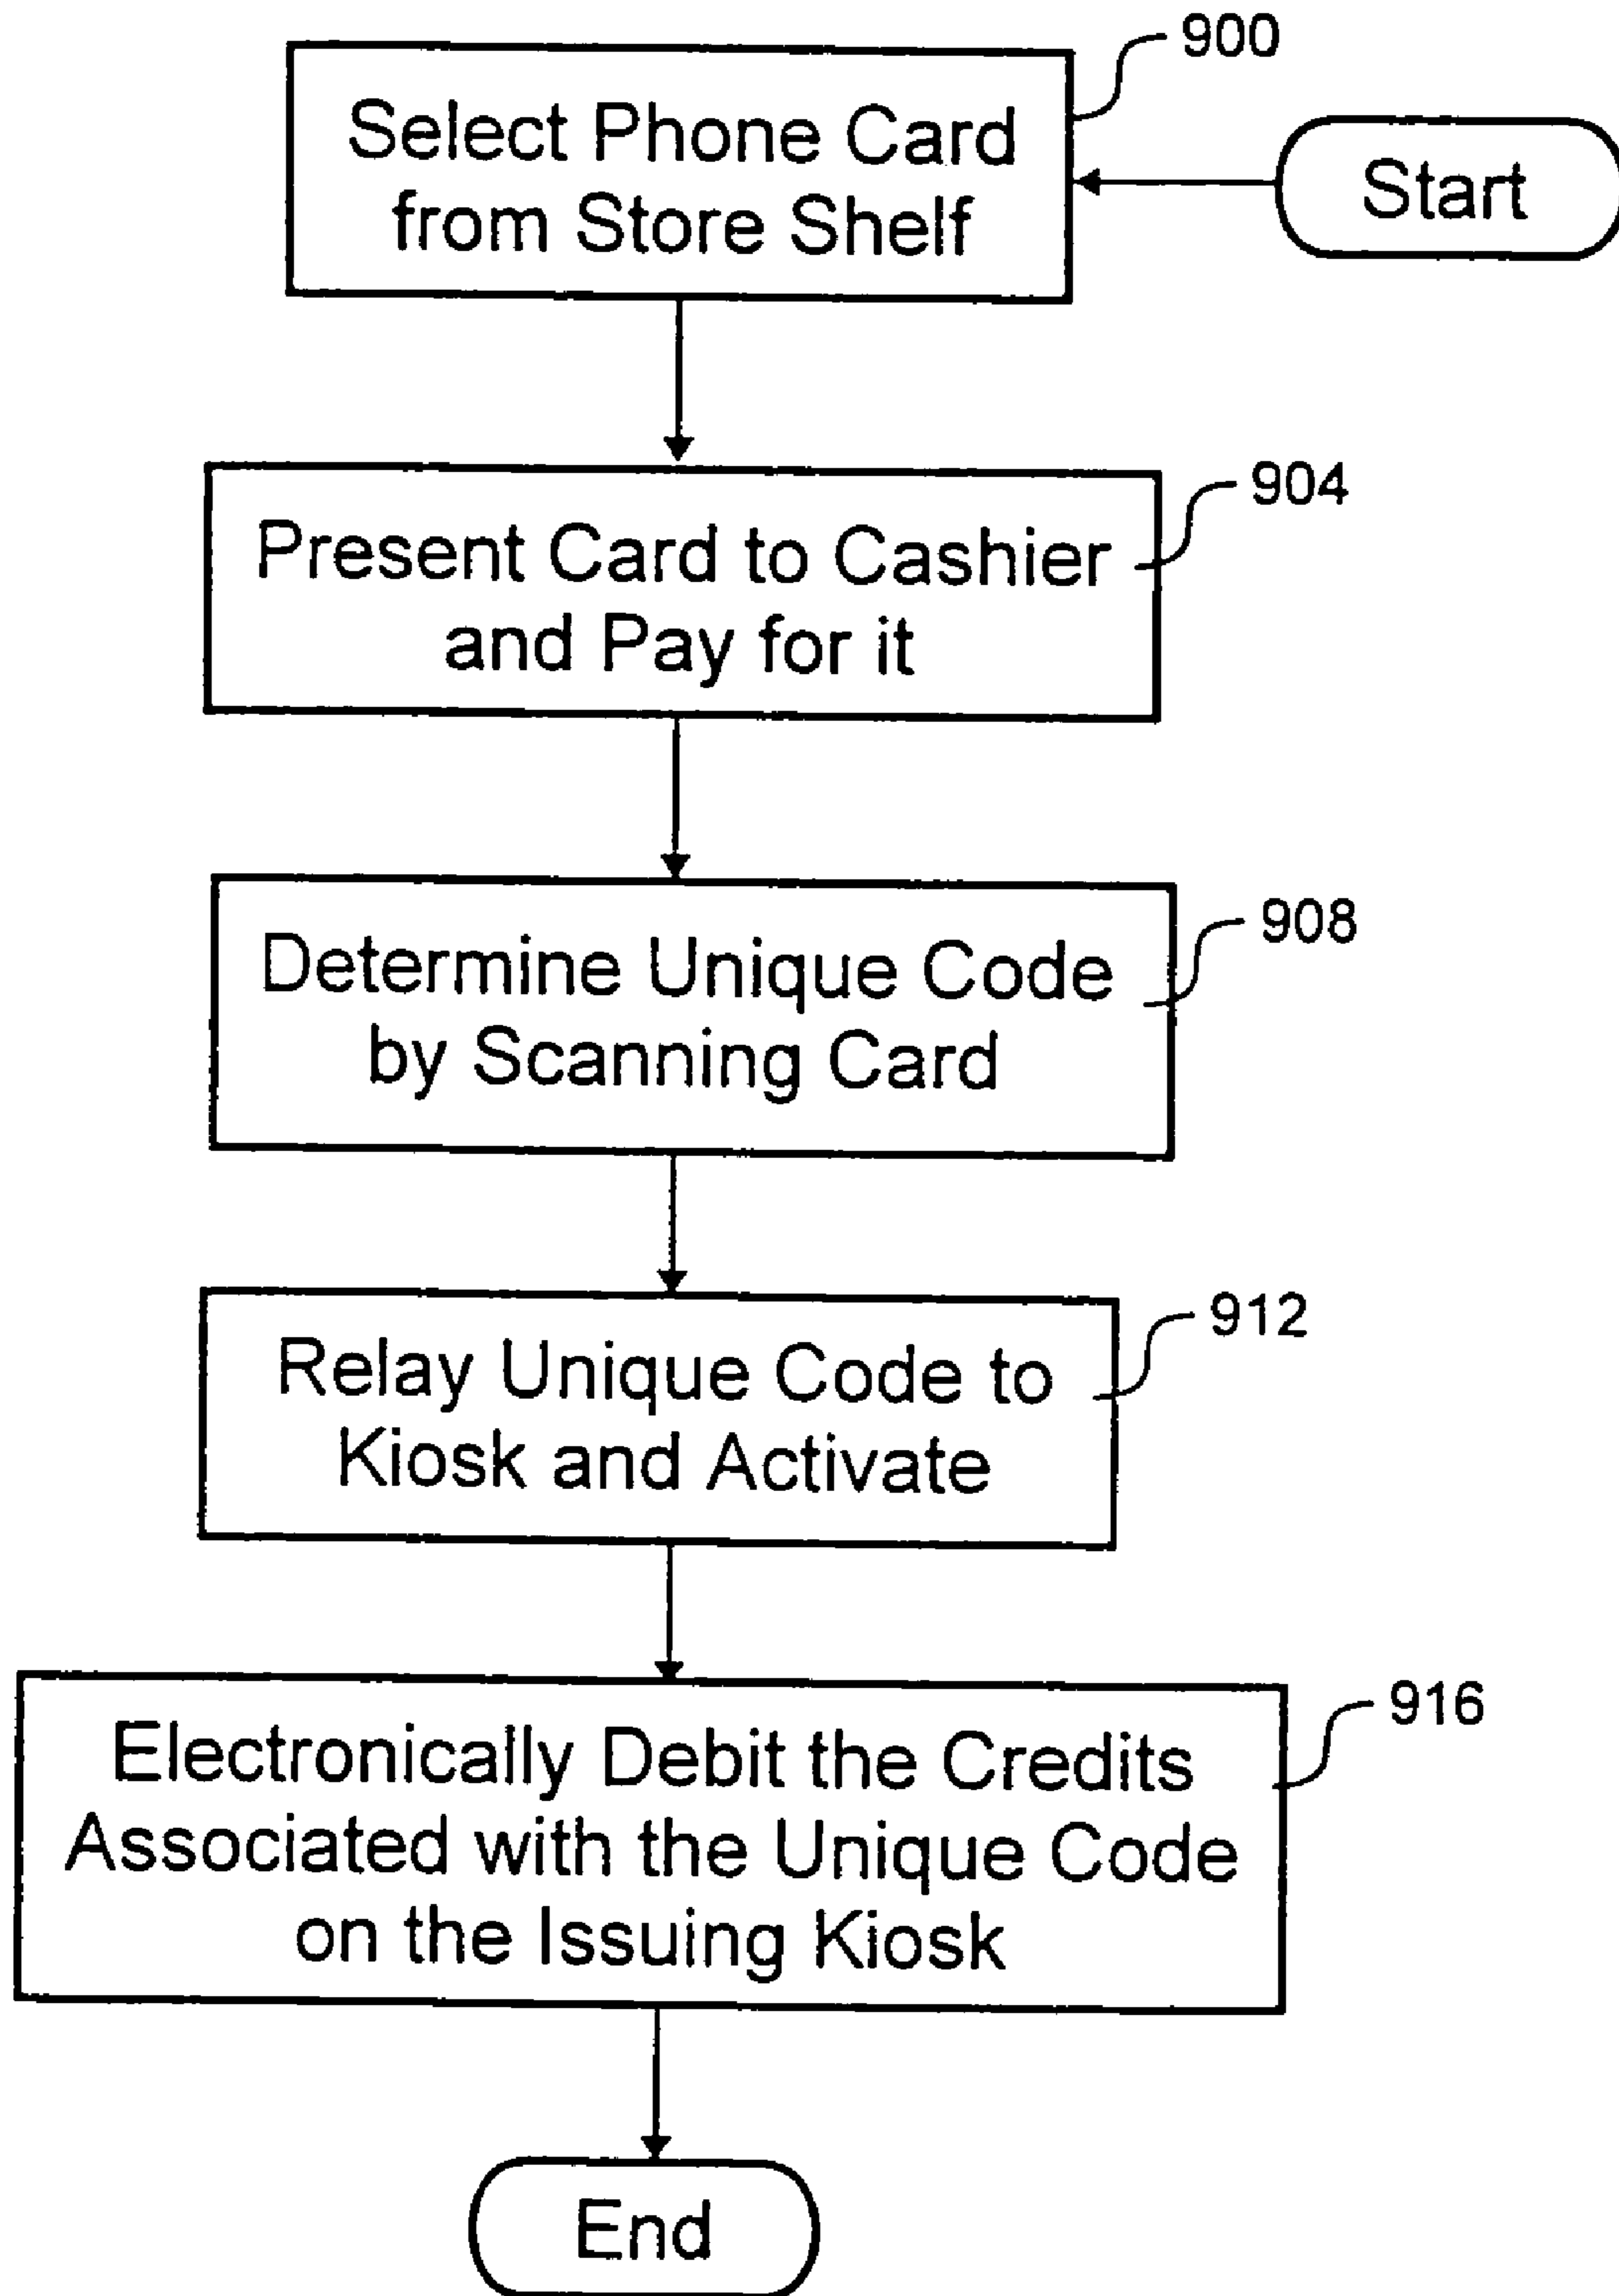 900
Start
Select Phone Card
from Store Shelf
904
Present Card to Cashier
and Pay for it
908
Determine Unique Code
by Scanning Card
912
Relay Unique Code to
Kiosk and Activate
916
Electronically Debit the Credits
Associated with the Unique Code
on the Issuing Kiosk
End